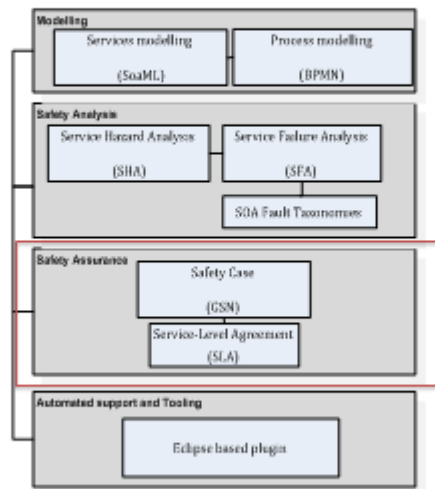 Modelling
Services modelling
(SoaML)
Process modelling
(BPMN)
Safety Analysis
Service Hazard Analysis
(SHA)
Service Failure Analysis
(SFA)
SOA Fault Taxonomies
Safety Assurance
Safety Case
(GSN)
Service-Level Agreement
(SLA)
Automated support and Tooling
Eclipse based plugin